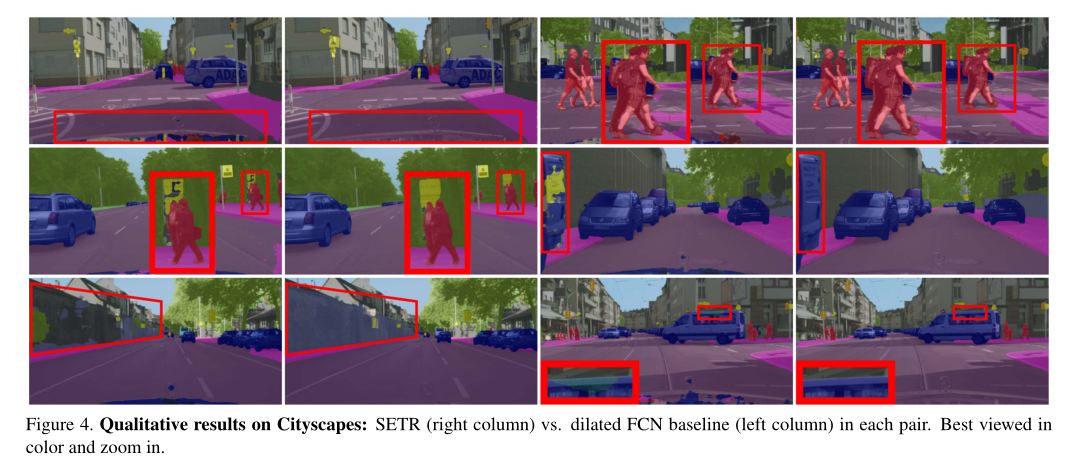 ADAC
Figure 4. Qualitative results on Cityscapes: SETR (right column) vs. dilated FCN baseline (left column) in each pair. Best viewed in
color and zoom in.